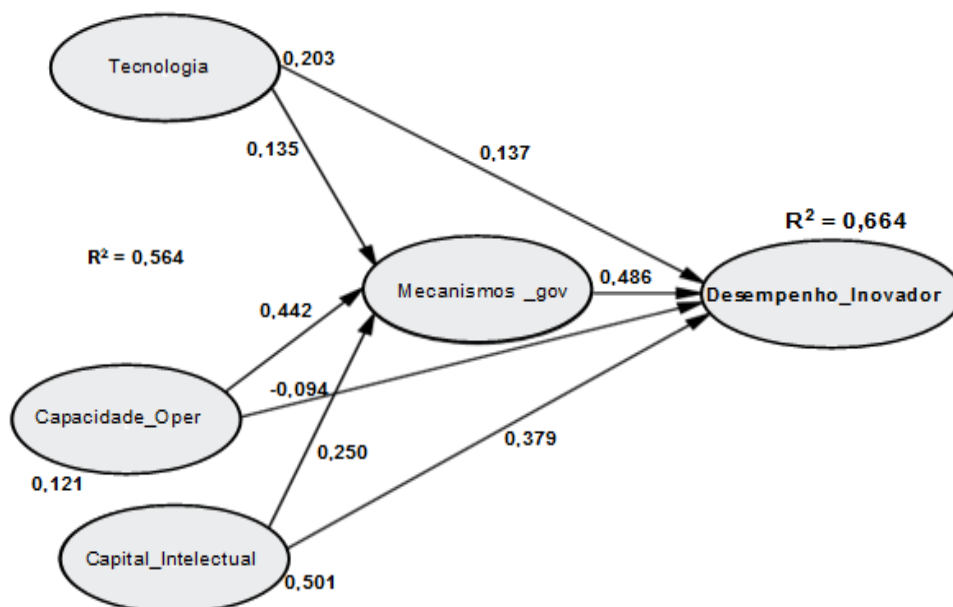 Tecnologia
0,203
0,135
0,137
R² = 0,664
R² = 0,564
Mecanismos _gov
0,486
Desempenho_Inovador
0,442
-0,094
Capacidade_Oper
0,379
0,250
0,121
Capital_Intelectual
0,501